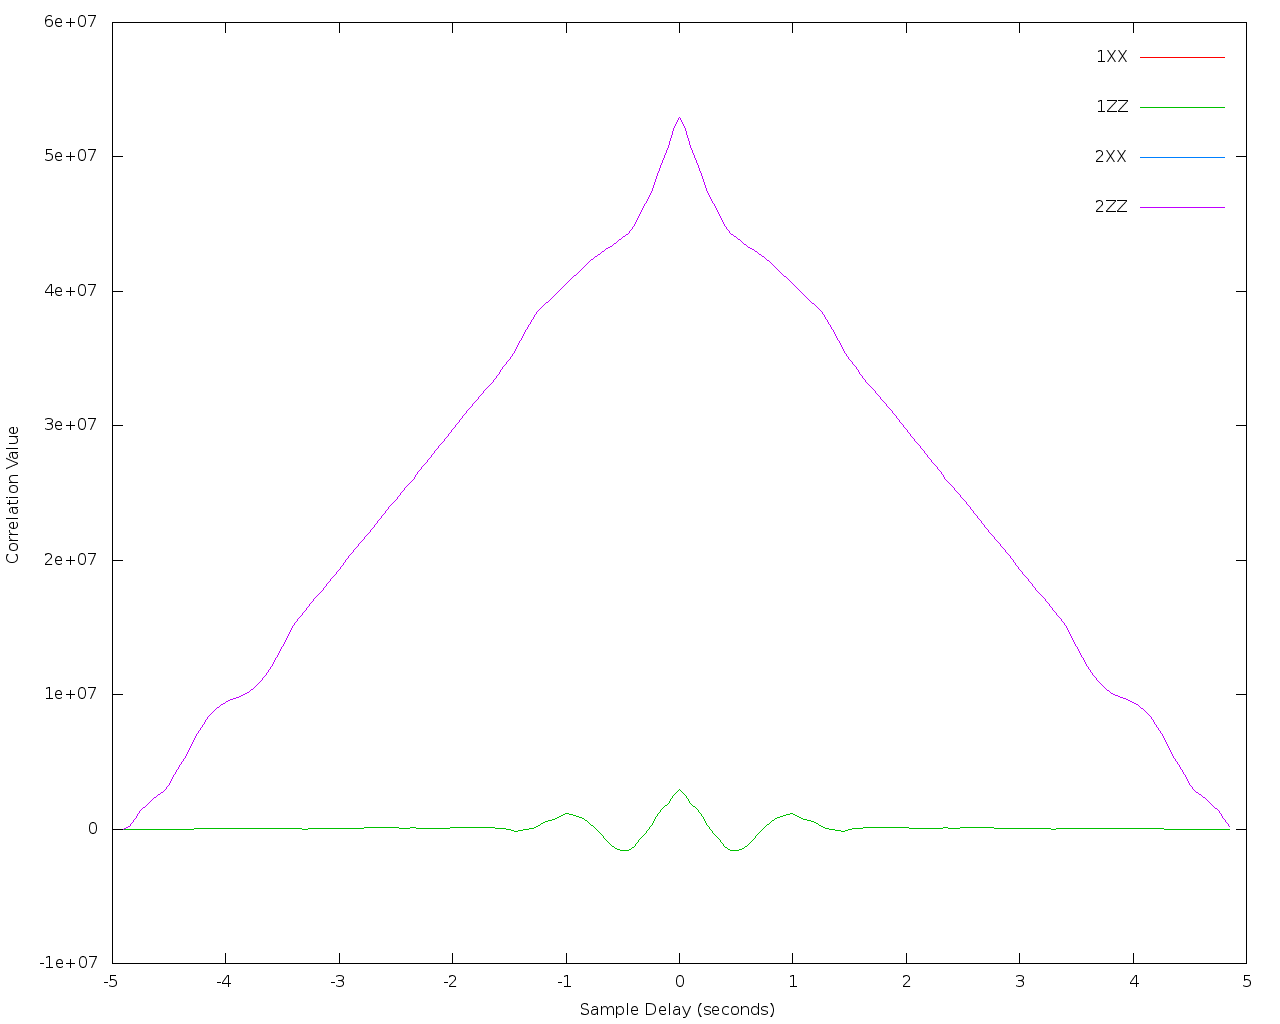 6e+07
5e+07
4e+07
3e+07
2e+07
1e+07
0
-1e+07
-5 -4 -3 -2 -1 0 1 2 3 4 5
Sample Delay (seconds)
Correlation Value
1XX
1ZZ
2XX
2ZZ